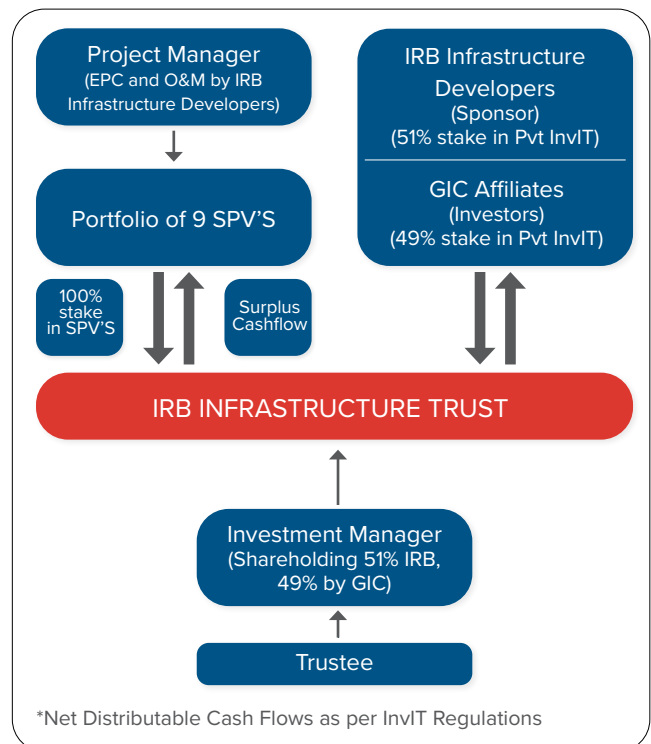 Project Manager
(EPC and O&M by IRB
Infrastructure Developers)
IRB Infrastructure
Developers
(Sponsor)
(51% stake in Pvt InvIT)
GIC Affiliates
(Investors)
(49% stake in Pvt InvIT)
Portfolio of 9 SPV'S
100%
stake
in SPV'S
Surplus
Cashflow
IRB INFRASTRUCTURE TRUST
Investment Manager
(Shareholding 51% IRB,
49% by GIC)
Trustee
*Net Distributable Cash Flows as per InvIT Regulations